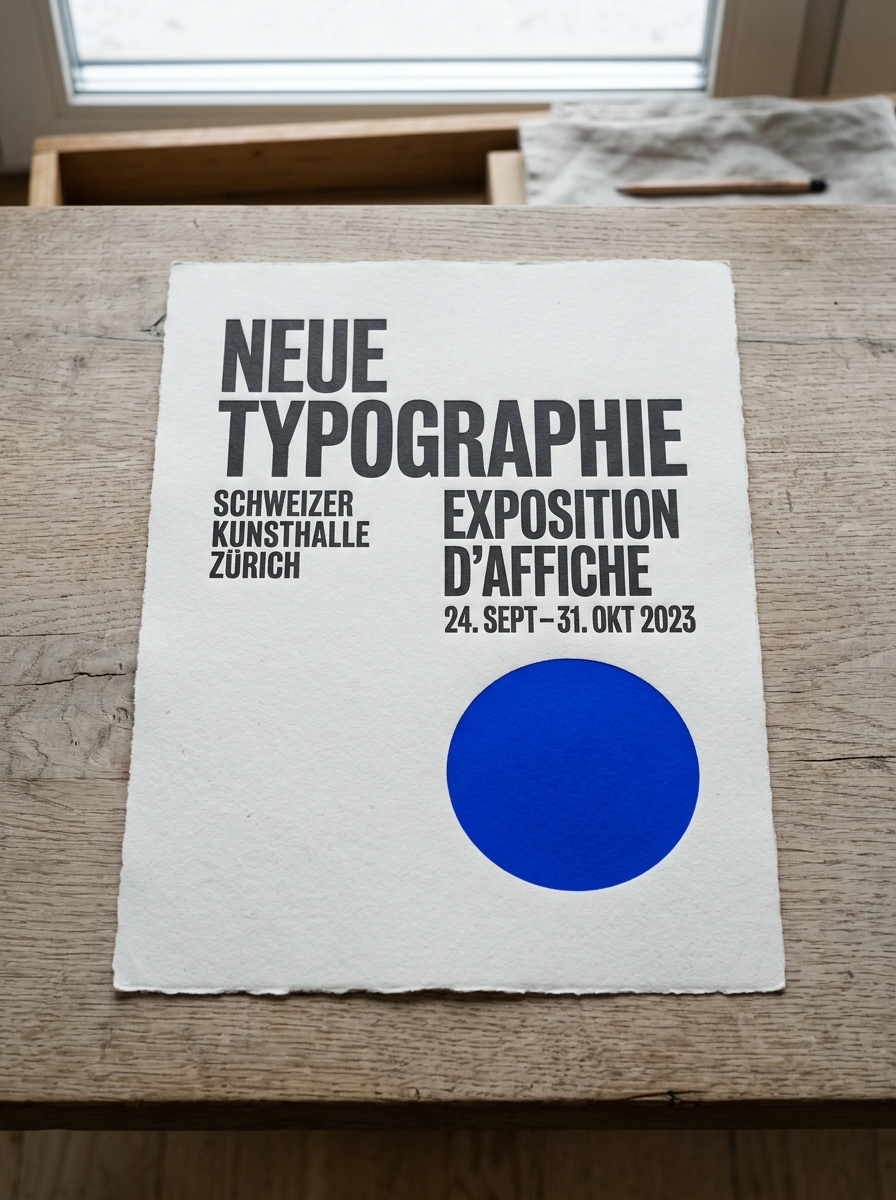 NEUE
TYPOGRAPHIE
SCHWEIZER
KUNSTHALLE
ZÜRICH
EXPOSITION
D’AFFICHE
24. SEPT–31. OKT 2023